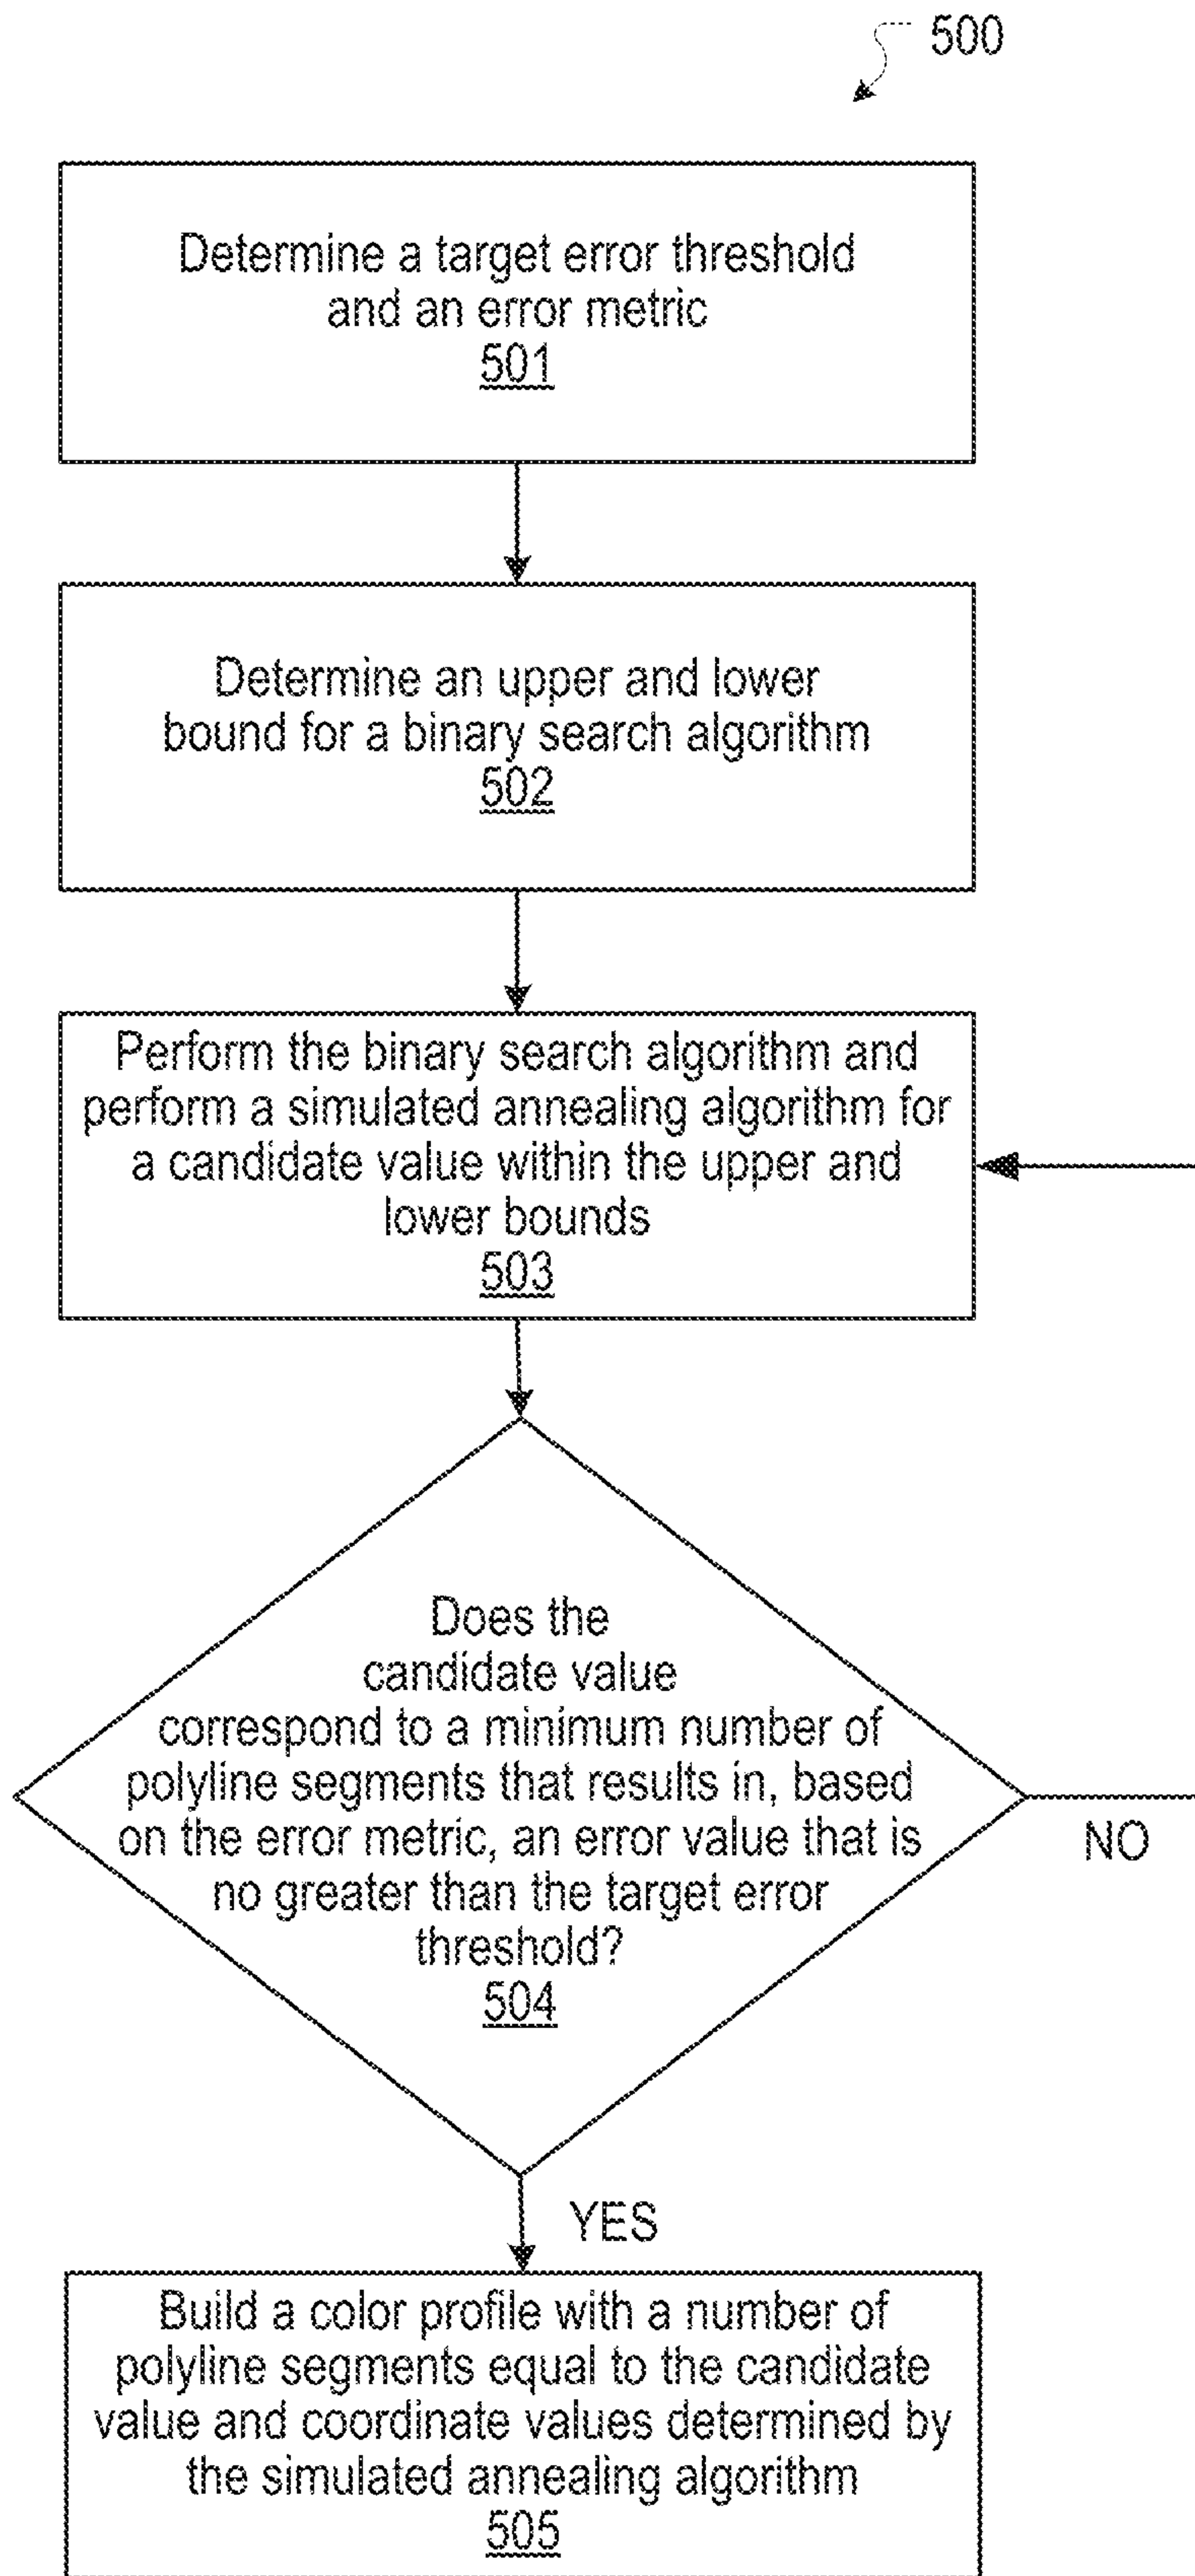 500
Determine a target error threshold
and an error metric
501
Determine an upper and lower
bound for a binary search algorithm
502
Perform the binary search algorithm and
perform a simulated annealing algorithm for
a candidate value within the upper and
lower bounds
503
Does the
candidate value
correspond to a minimum number of
polyline segments that results in, based
on the error metric, an error value that is
no greater than the target error
threshold?
504
NO
YES
Build a color profile with a number of
polyline segments equal to the candidate
value and coordinate values determined by
the simulated annealing algorithm
505